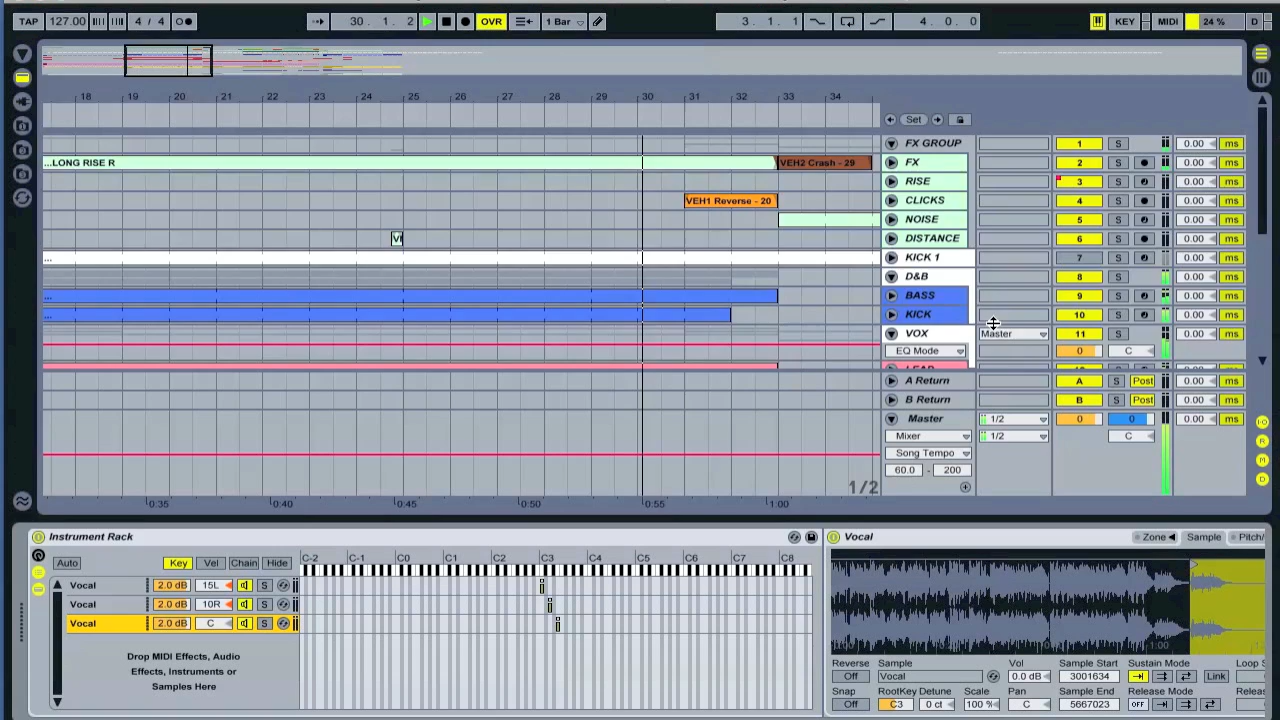 TAP 127.00 4 / 4 30 . 1 . 2 OVR 1 Bar 3 . 1 . 1 4 . 0 . 0 KEY MIDI 24 % D
18 19 20 21 22 23 24 25 26 27 28 29 30 31 32 33 34
Set
FX GROUP 1 S 0.00 ms
...LONG RISE R VEH2 Crash - 29 FX 2 S 0.00 ms
RISE 3 S 0.00 ms
VEH1 Reverse - 20 CLICKS 4 S 0.00 ms
NOISE 5 S 0.00 ms
DISTANCE 6 S 0.00 ms
... KICK 1 7 S 0.00 ms
D&B 8 S 0.00 ms
... BASS 9 S 0.00 ms
... KICK 10 S 0.00 ms
VOX Master 11 S 0.00 ms
EQ Mode 0 C
A Return A S Post 0.00 ms
B Return B S Post 0.00 ms
Master 1/2 0 0 0.00 ms
Mixer 1/2 C
Song Tempo
60.0 - 200
1/2
0:35 0:40 0:45 0:50 0:55 1:00
Instrument Rack
Auto Key Vel Chain Hide
C-2 C-1 C0 C1 C2 C3 C4 C5 C6 C7 C8
Vocal 2.0 dB 15L S
Vocal 2.0 dB 10R S
Vocal 2.0 dB C S
Drop MIDI Effects, Audio
Effects, Instruments or
Samples Here
Vocal Zone Sample Pitch/
1:00
Reverse Sample Vol Sample Start Sustain Mode Loop S
Off Vocal 0.0 dB 3001634 Link
Snap RootKey Detune Scale Pan Sample End Release Mode Releas
Off C3 0 ct 100 % C 5667023 OFF